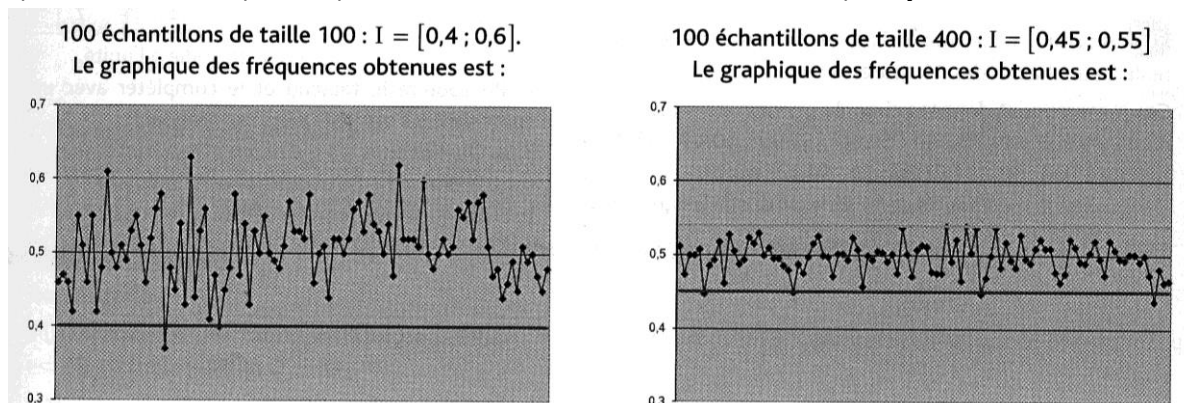 100 échantillons de taille 100 : I = [0,4 ; 0,6].
Le graphique des fréquences obtenues est :
0,7
0,6
0,5
0,4
0,3
100 échantillons de taille 400 : I = [0,45 ; 0,55]
Le graphique des fréquences obtenues est :
0,7
0,6
0,5
0,4
0,3